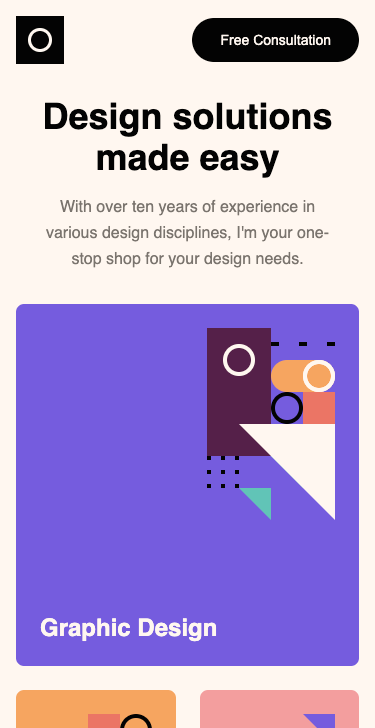 Free Consultation
Design solutions
made easy
With over ten years of experience in
various design disciplines, I'm your one-
stop shop for your design needs.
Graphic Design